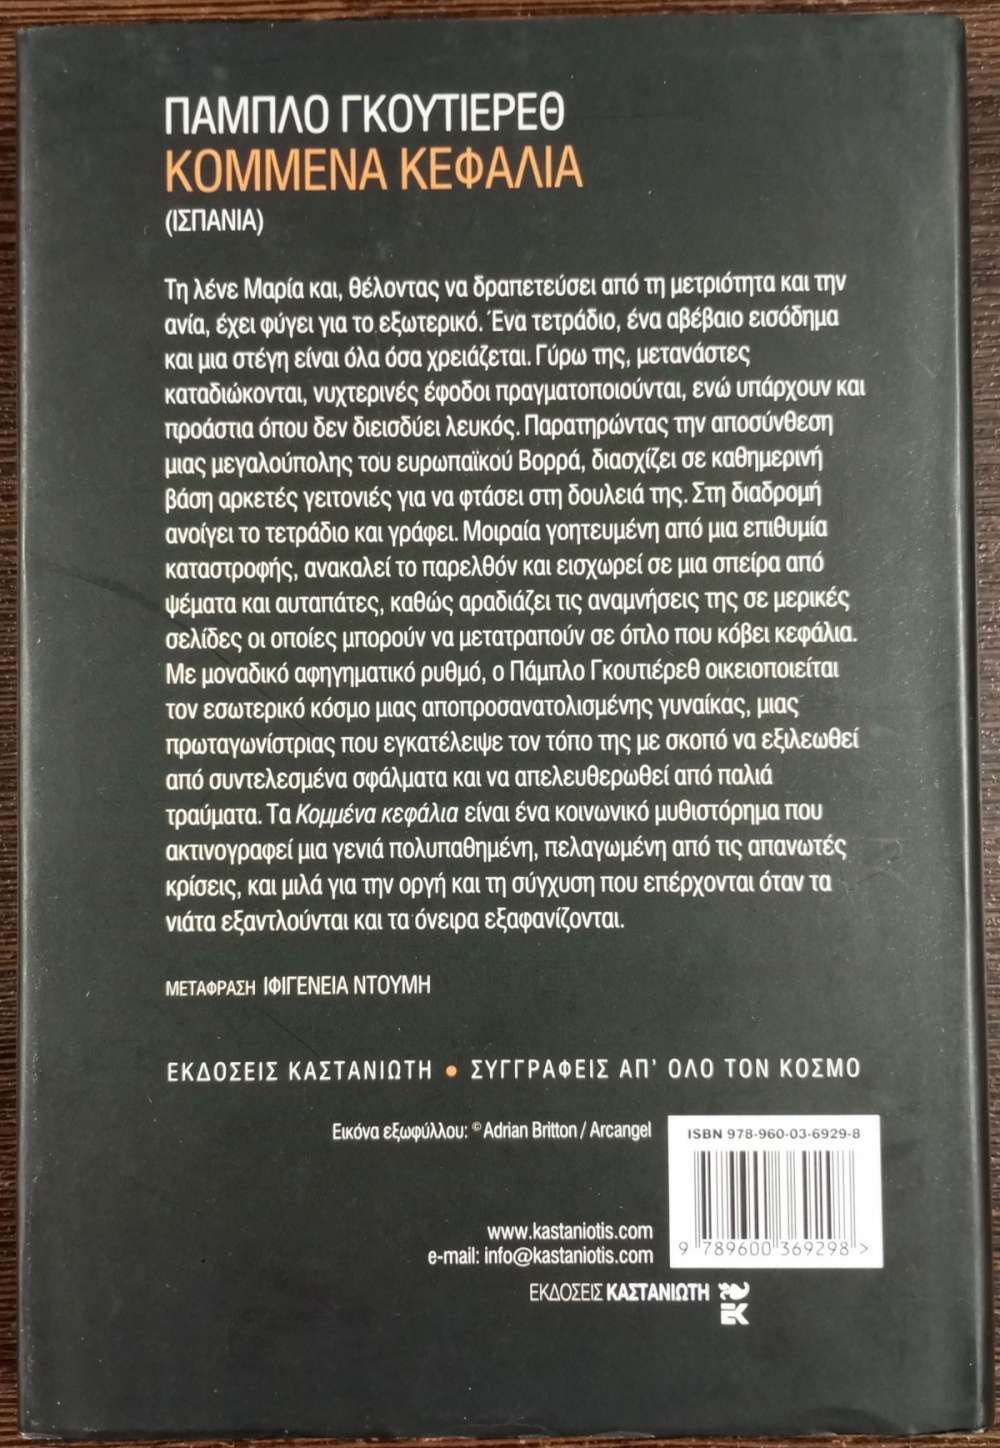 ΠΑΜΠΛΟ ΓΚΟΥΤΙΕΡΕΘ
ΚΟΜΜΕΝΑ ΚΕΦΑΛΙΑ
(ΙΣΠΑΝΙΑ)
Τη λένε Μαρία και, θέλοντας να δραπετεύσει από τη μετριότητα και την
ανία, έχει φύγει για το εξωτερικό. Ένα τετράδιο, ένα αβέβαιο εισόδημα
και μια στέγη είναι όλα όσα χρειάζεται. Γύρω της, μετανάστες
καταδιώκονται, νυχτερινές έφοδοι πραγματοποιούνται, ενώ υπάρχουν και
προάστια όπου δεν διεισδύει λευκός. Παρατηρώντας την αποσύνθεση
μιας μεγαλούπολης του ευρωπαϊκού Βορρά, διασχίζει σε καθημερινή
βάση αρκετές γειτονιές για να φτάσει στη δουλειά της. Στη διαδρομή
ανοίγει το τετράδιο και γράφει. Μοιραία γοητευμένη από μια επιθυμία
καταστροφής, ανακαλεί το παρελθόν και εισχωρεί σε μια σπείρα από
ψέματα και αυταπάτες, καθώς αραδιάζει τις αναμνήσεις της σε μερικές
σελίδες οι οποίες μπορούν να μετατραπούν σε όπλο που κόβει κεφάλια.
Με μοναδικό αφηγηματικό ρυθμό, ο Πάμπλο Γκουτιέρεθ οικειοποιείται
τον εσωτερικό κόσμο μιας αποπροσανατολισμένης γυναίκας, μιας
πρωταγωνίστριας που εγκατέλειψε τον τόπο της με σκοπό να εξιλεωθεί
από συντελεσμένα σφάλματα και να απελευθερωθεί από παλιά
τραύματα. Τα Κομμένα κεφάλια είναι ένα κοινωνικό μυθιστόρημα που
ακτινογραφεί μια γενιά πολυπαθημένη, πελαγωμένη από τις απανωτές
κρίσεις, και μιλά για την οργή και τη σύγχυση που επέρχονται όταν τα
νιάτα εξαντλούνται και τα όνειρα εξαφανίζονται.
ΜΕΤΑΦΡΑΣΗ ΙΦΙΓΕΝΕΙΑ ΝΤΟΥΜΗ
ΕΚΔΟΣΕΙΣ ΚΑΣΤΑΝΙΩΤΗ • ΣΥΓΓΡΑΦΕΙΣ ΑΠ' ΟΛΟ ΤΟΝ ΚΟΣΜΟ
Εικόνα εξωφύλλου: © Adrian Britton / Arcangel
ISBN 978-960-03-6929-8
9 789600 369298 >
www.kastaniotis.com
e-mail: info@kastaniotis.com
ΕΚΔΟΣΕΙΣ ΚΑΣΤΑΝΙΩΤΗ
ΕΚ